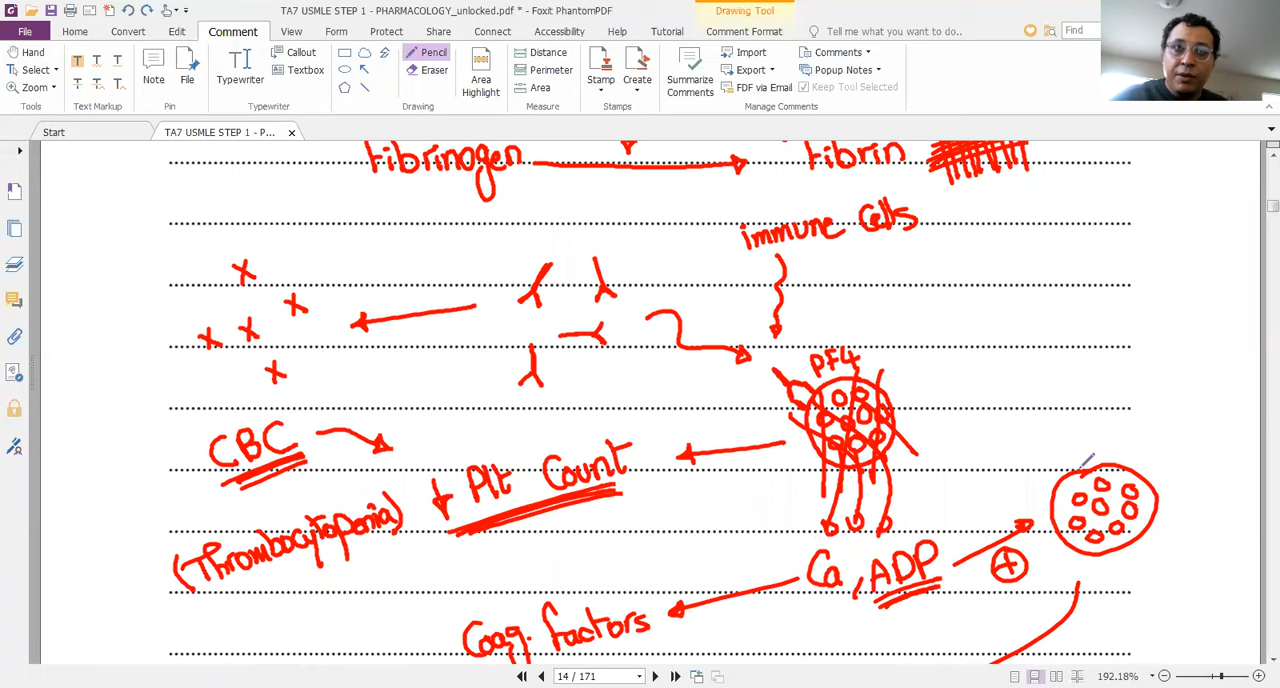 TA7 USMLE STEP 1 - PHARMACOLOGY_unlocked.pdf * - Foxit PhantomPDF
Drawing Tool
File Home Convert Edit Comment View Form Protect Share Connect Accessibility Help Tutorial Comment Format Tell me what you want to do.. Find
Hand
Select
Zoom
Tools
Text Markup
Note
File
Pin
Typewriter
Callout
Textbox
Typewriter
Pencil
Eraser
Drawing
Area Highlight
Distance
Perimeter
Area
Measure
Stamp
Create
Stamps
Summarize Comments
Import
Export
FDF via Email
Comments
Popup Notes
Keep Tool Selected
Manage Comments
Start
TA7 USMLE STEP 1 - P...
Fibrinogen Fibrin
immune cells
PF4
CBC
↓ Plt Count
(Thrombocytopenia)
Ca, ADP
+
Coag. factors
14 / 171
192.18%